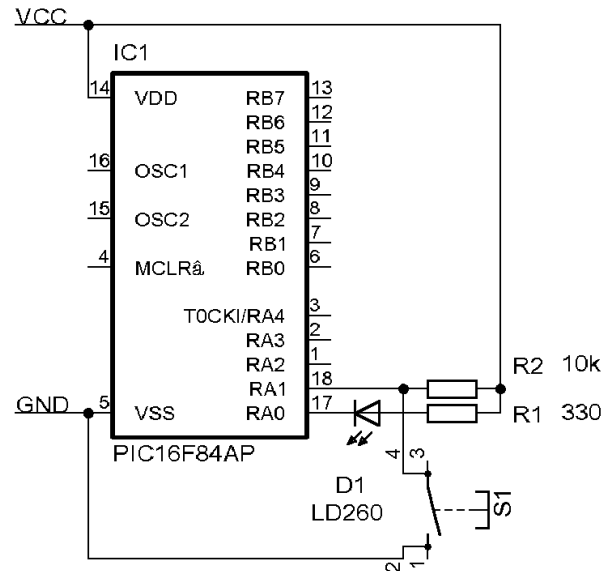 VCC
IC1
14 VDD RB7 13
RB6 12
RB5 11
16 OSC1 RB4 10
RB3 9
15 OSC2 RB2 8
RB1 7
4 MCLRâ RB0 6
T0CKI/RA4 3
RA3 2
RA2 1
RA1 18
R2 10k
GND 5 VSS RA0 17
R1 330
PIC16F84AP
4 3
D1
LD260
S1
2 1